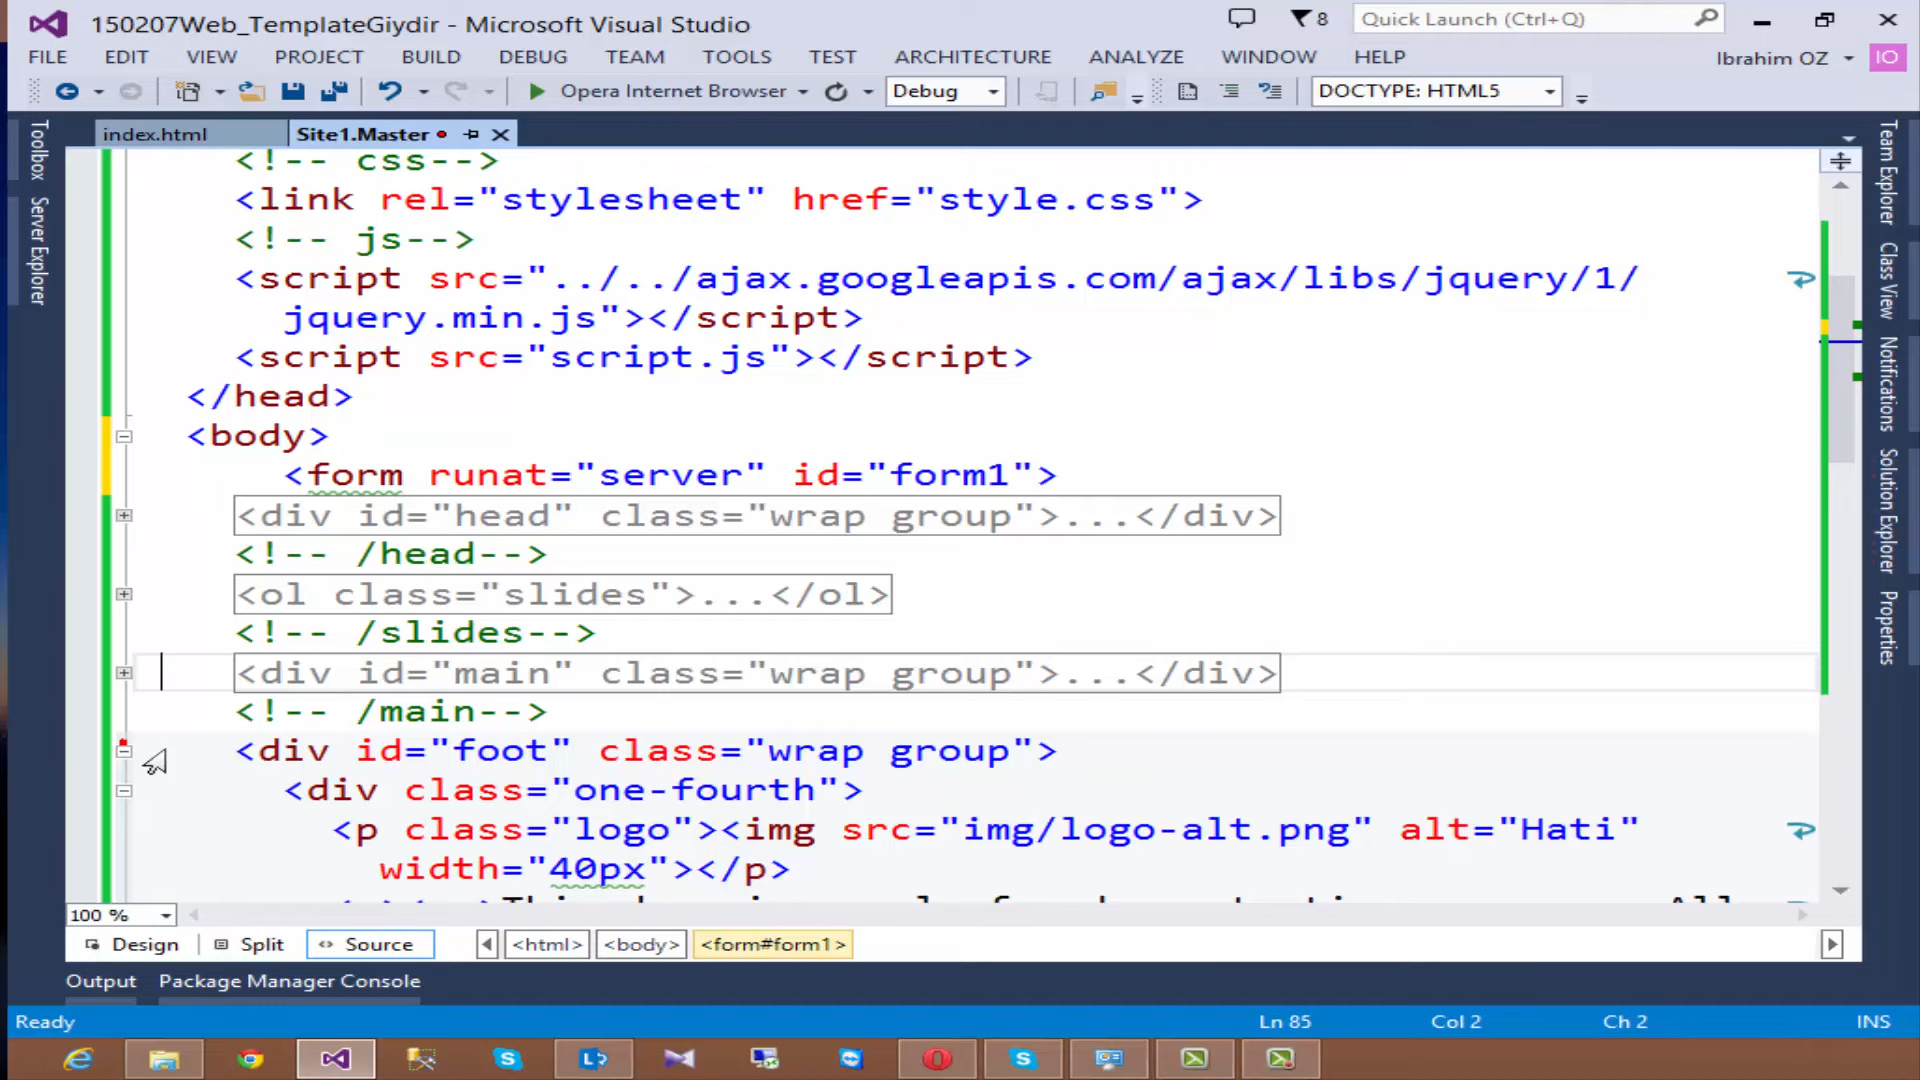 150207Web_TemplateGiydir - Microsoft Visual Studio
8
Quick Launch (Ctrl+Q)
FILE EDIT VIEW PROJECT BUILD DEBUG TEAM TOOLS TEST ARCHITECTURE ANALYZE WINDOW HELP
Ibrahim OZ
IO
Opera Internet Browser
Debug
DOCTYPE: HTML5
index.html
Site1.Master
Toolbox
Server Explorer
Team Explorer
Class View
Notifications
Solution Explorer
Properties
<!-- css-->
<link rel="stylesheet" href="style.css">
<!-- js-->
<script src="../../ajax.googleapis.com/ajax/libs/jquery/1/
jquery.min.js"></script>
<script src="script.js"></script>
</head>
<body>
<form runat="server" id="form1">
<div id="head" class="wrap group">...</div>
<!-- /head-->
<ol class="slides">...</ol>
<!-- /slides-->
<div id="main" class="wrap group">...</div>
<!-- /main-->
<div id="foot" class="wrap group">
<div class="one-fourth">
<p class="logo"><img src="img/logo-alt.png" alt="Hati"
width="40px"></p>
100 %
Design
Split
Source
<html>
<body>
<form#form1>
Output
Package Manager Console
Ready
Ln 85
Col 2
Ch 2
INS